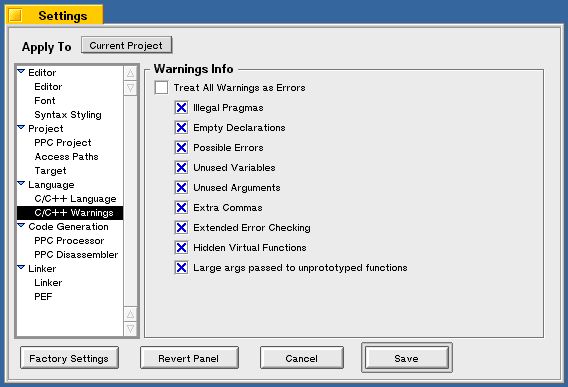 Settings
Apply To Current Project
Editor
Editor
Font
Syntax Styling
Project
PPC Project
Access Paths
Target
Language
C/C++ Language
C/C++ Warnings
Code Generation
PPC Processor
PPC Disassembler
Linker
Linker
PEF
Warnings Info
Treat All Warnings as Errors
Illegal Pragmas
Empty Declarations
Possible Errors
Unused Variables
Unused Arguments
Extra Commas
Extended Error Checking
Hidden Virtual Functions
Large args passed to unprototyped functions
Factory Settings Revert Panel Cancel Save